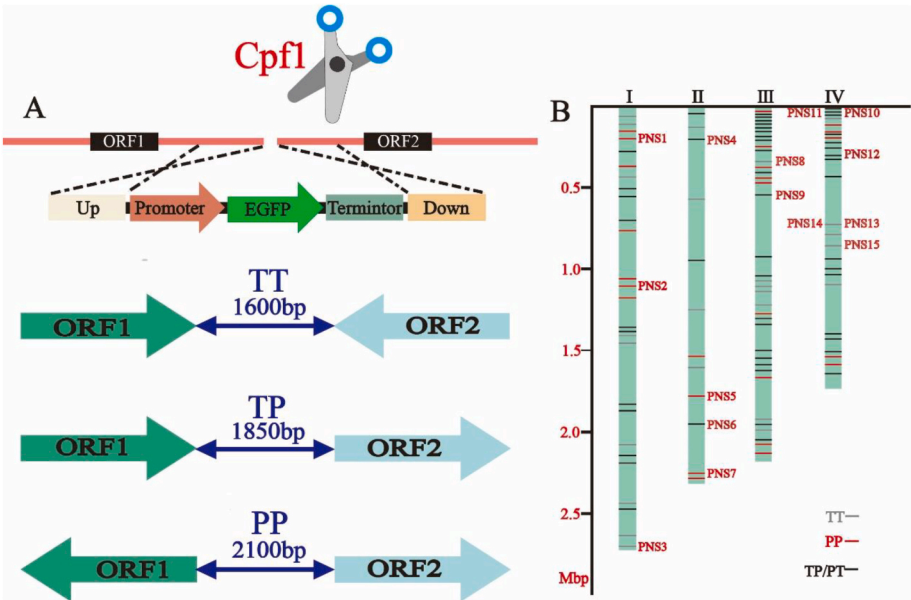 Cpf1
A
ORF1
ORF2
Up
Promoter
EGFP
Termintor
Down
TT
1600bp
ORF1
ORF2
TP
1850bp
ORF1
ORF2
PP
2100bp
ORF1
ORF2
B
I
II
III
IV
PNS11
PNS10
PNS1
PNS4
PNS12
PNS8
0.5
PNS9
PNS14
PNS13
PNS15
1.0
PNS2
1.5
PNS5
2.0
PNS6
PNS7
2.5
TT
PP
PNS3
TP/PT
Mbp